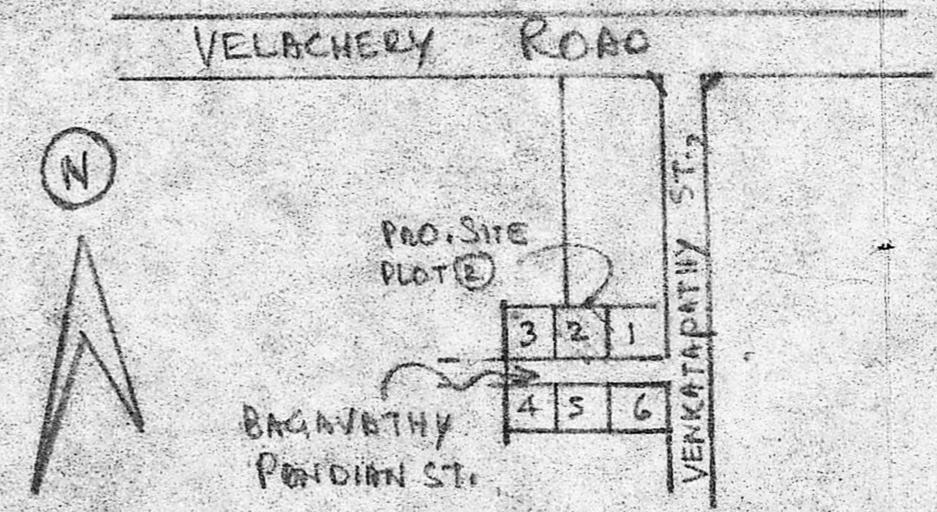 VELACHERY ROAD
N
PRO. SITE
PLOT 2
3 2 1
4 5 6
BAGAVATHY
PANDIAN ST.
VENKATAPATHY ST.,